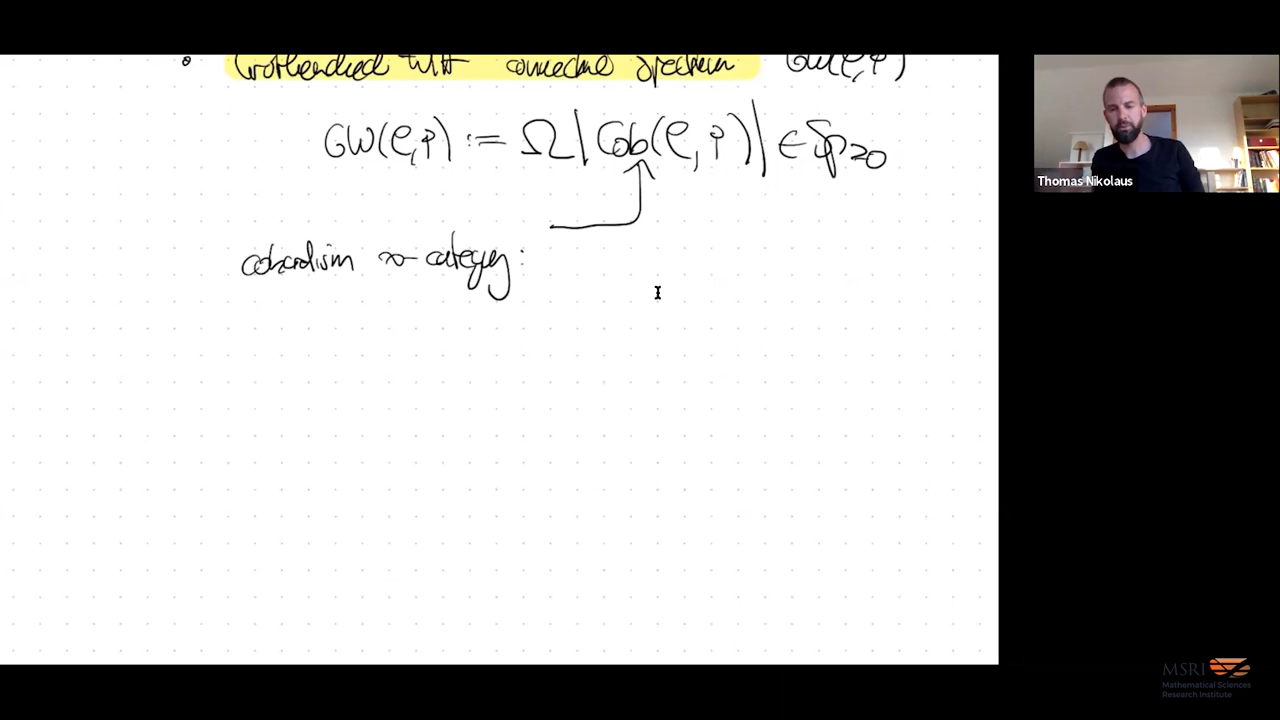 • Grothendieck Witt connective spectrum GW(C,Ϙ)
GW(C,Ϙ) := Ω|Cob(C,Ϙ)| ∈ Sp≥0
cobordism ∞-category:
Thomas Nikolaus
MSRI
Mathematical Sciences
Research Institute